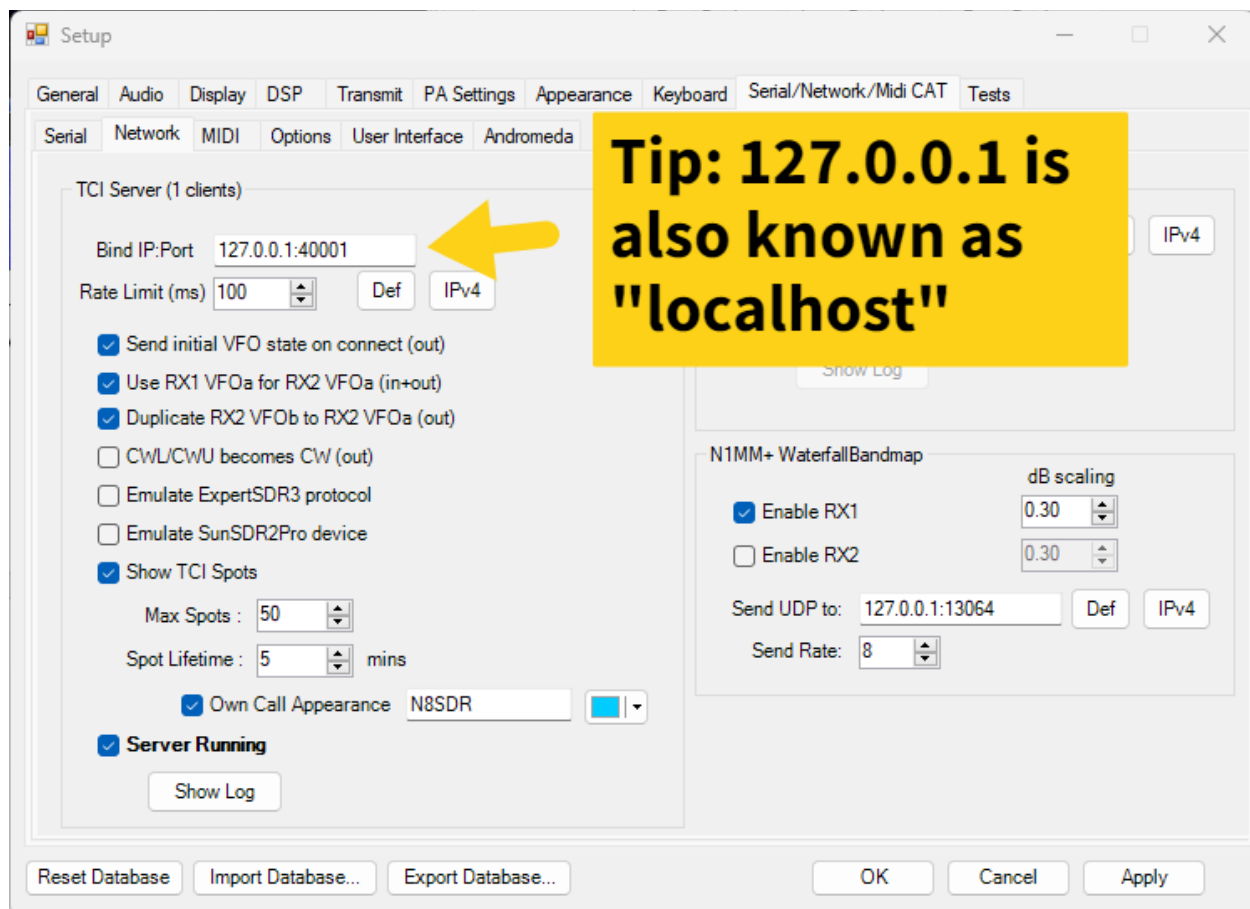 Setup
General Audio Display DSP Transmit PA Settings Appearance Keyboard Serial/Network/Midi CAT Tests
Serial Network MIDI Options User Interface Andromeda
Tip: 127.0.0.1 is
also known as
"localhost"
TCI Server (1 clients)
Bind IP:Port 127.0.0.1:40001
IPv4
Rate Limit (ms) 100 Def IPv4
Send initial VFO state on connect (out)
Show Log
Use RX1 VFOa for RX2 VFOa (in+out)
Duplicate RX2 VFOb to RX2 VFOa (out)
CWL/CWU becomes CW (out)
Emulate ExpertSDR3 protocol
Emulate SunSDR2Pro device
Show TCI Spots
Max Spots : 50
Spot Lifetime : 5 mins
Own Call Appearance N8SDR
Server Running
Show Log
N1MM+ WaterfallBandmap
dB scaling
Enable RX1 0.30
Enable RX2 0.30
Send UDP to: 127.0.0.1:13064 Def IPv4
Send Rate: 8
Reset Database Import Database... Export Database... OK Cancel Apply